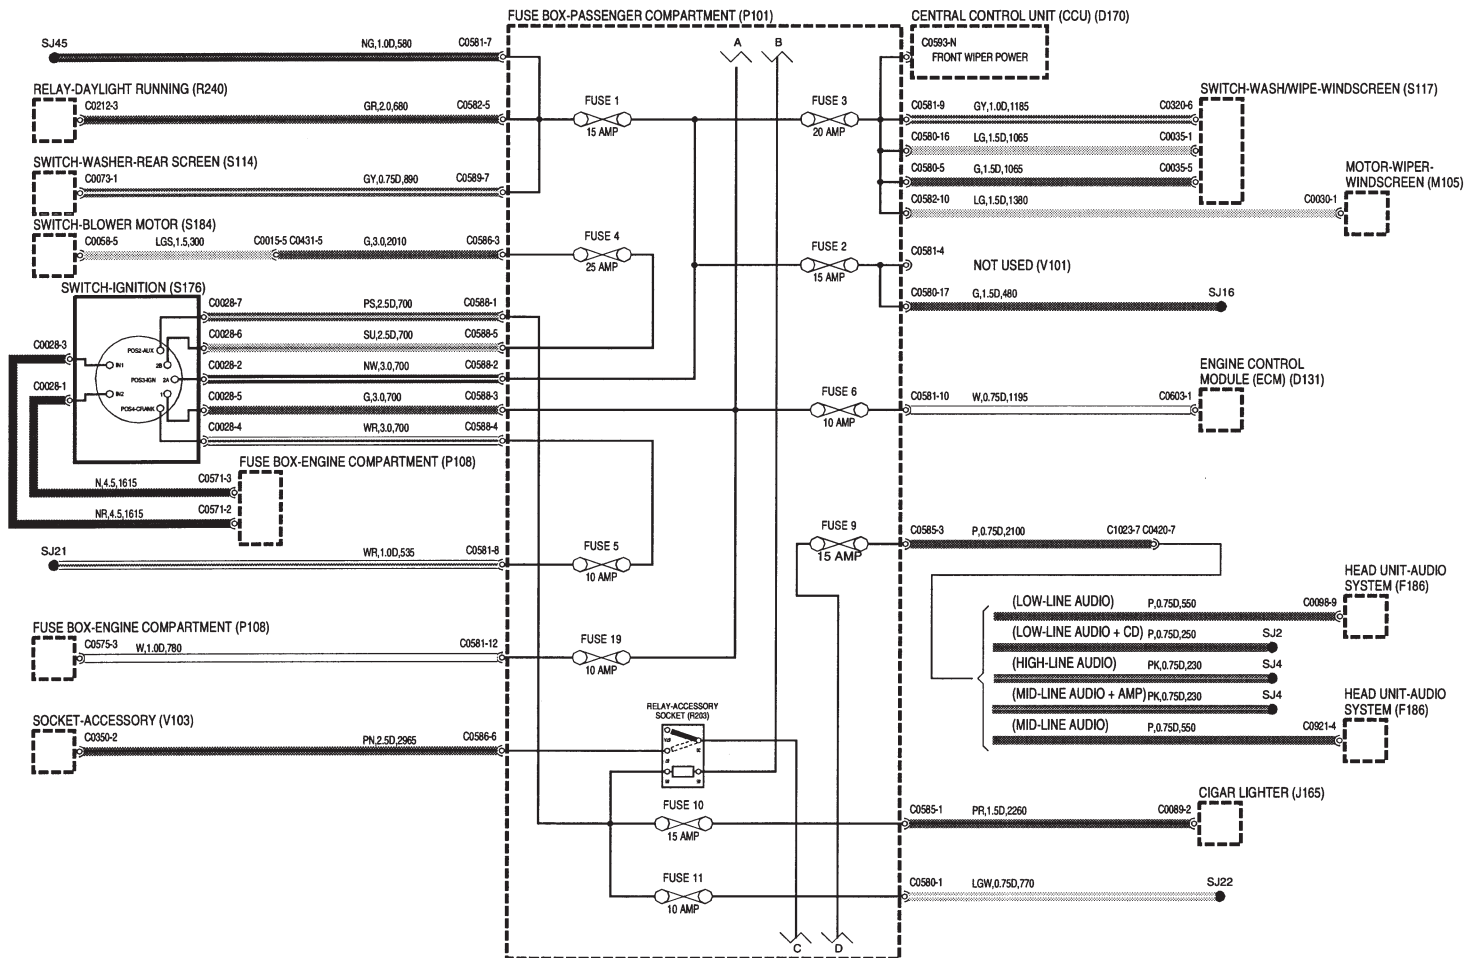 FUSE BOX-PASSENGER COMPARTMENT (P101)
CENTRAL CONTROL UNIT (CCU) (D170)
SJ45
NG,1.0D,580
C0581-7
A
B
C0593-N
FRONT WIPER POWER
RELAY-DAYLIGHT RUNNING (R240)
C0212-3
GR,2.0,680
C0582-5
FUSE 1
15 AMP
FUSE 3
20 AMP
SWITCH-WASH/WIPE-WINDSCREEN (S117)
C0581-9
GY,1.0D,1185
C0320-6
C0580-16
LG,1.5D,1065
C0035-1
SWITCH-WASHER-REAR SCREEN (S114)
C0073-1
GY,0.75D,890
C0589-7
C0580-5
G,1.5D,1065
C0035-5
MOTOR-WIPER-
WINDSCREEN (M105)
C0582-10
LG,1.5D,1380
C0030-1
SWITCH-BLOWER MOTOR (S184)
C0058-5
LGS,1.5,300
C0015-5 C0431-5
G,3.0,2010
C0586-3
FUSE 4
25 AMP
FUSE 2
15 AMP
C0581-4
NOT USED (V101)
C0580-17
G,1.5D,480
SJ16
SWITCH-IGNITION (S176)
C0028-7
PS,2.5D,700
C0588-1
C0028-6
SU,2.5D,700
C0588-5
C0028-3
POS2-AUX
2B
IN1
C0028-2
NW,3.0,700
C0588-2
POS3-IGN
2A
C0028-1
IN2
1
C0028-5
G,3.0,700
C0588-3
POS4-CRANK
C0028-4
WR,3.0,700
C0588-4
FUSE 6
10 AMP
C0581-10
W,0.75D,1195
C0603-1
ENGINE CONTROL
MODULE (ECM) (D131)
FUSE BOX-ENGINE COMPARTMENT (P108)
N,4.5,1615
C0571-3
NR,4.5,1615
C0571-2
SJ21
WR,1.0D,535
C0581-8
FUSE 5
10 AMP
FUSE 9
15 AMP
C0585-3
P,0.75D,2100
C1023-7 C0420-7
HEAD UNIT-AUDIO
SYSTEM (F186)
(LOW-LINE AUDIO)
P,0.75D,550
C0098-9
(LOW-LINE AUDIO + CD)
P,0.75D,250
SJ2
(HIGH-LINE AUDIO)
PK,0.75D,230
SJ4
(MID-LINE AUDIO + AMP)
PK,0.75D,230
SJ4
(MID-LINE AUDIO)
P,0.75D,550
C0921-4
HEAD UNIT-AUDIO
SYSTEM (F186)
FUSE BOX-ENGINE COMPARTMENT (P108)
C0575-3
W,1.0D,780
C0581-12
FUSE 19
10 AMP
SOCKET-ACCESSORY (V103)
C0350-2
PN,2.5D,2965
C0586-6
RELAY-ACCESSORY
SOCKET (R203)
FUSE 10
15 AMP
C0585-1
PR,1.5D,2260
C0089-2
CIGAR LIGHTER (J165)
FUSE 11
10 AMP
C0580-1
LGW,0.75D,770
SJ22
C
D